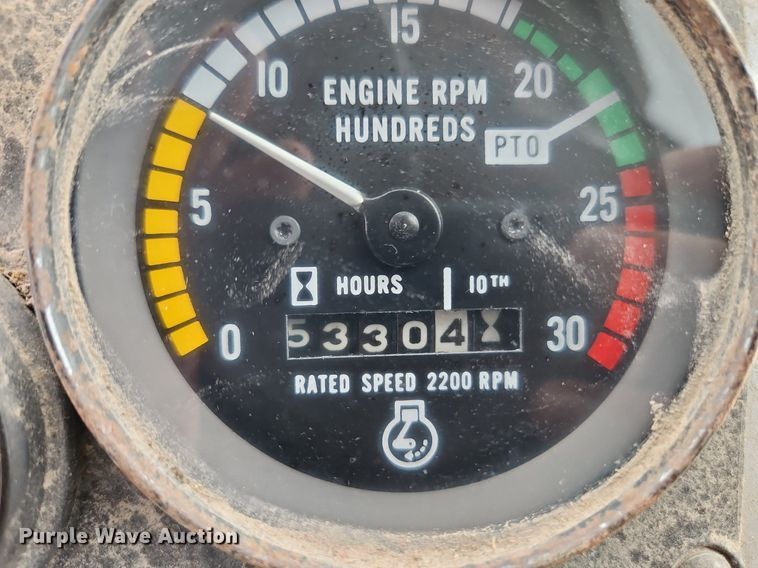 15
10 20
ENGINE RPM
HUNDREDS
PTO
5 25
HOURS 10TH
0 53304 30
RATED SPEED 2200 RPM
Purple Wave Auction